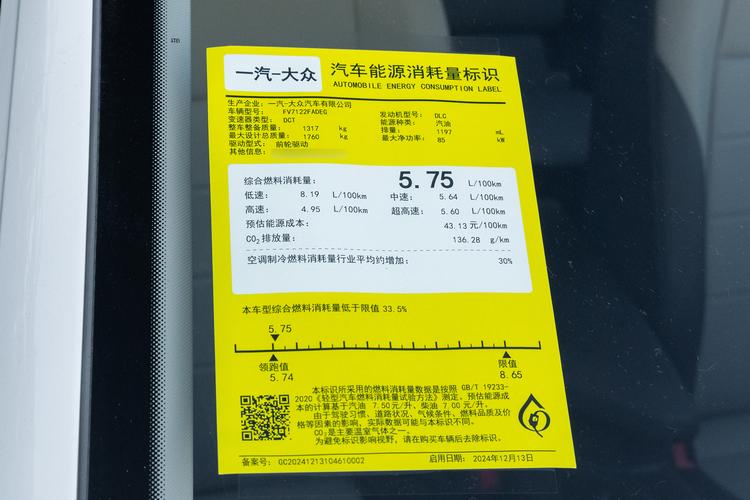 一汽-大众 汽车能源消耗量标识
AUTOMOBILE ENERGY CONSUMPTION LABEL
生产企业：一汽-大众汽车有限公司
车辆型号： FV7122FADEG 发动机型号： DLC
变速器类型： DCT 能源种类： 汽油
整车整备质量： 1317 kg 排量： 1197 mL
最大设计总质量： 1760 kg 最大净功率： 85 kW
驱动型式： 前轮驱动
其他信息：
综合燃料消耗量： 5.75 L/100km
低速： 8.19 L/100km 中速： 5.64 L/100km
高速： 4.95 L/100km 超高速： 5.60 L/100km
预估能源成本： 43.13 元/100km
CO₂排放量： 136.28 g/km
空调制冷燃料消耗量行业平均约增加： 30%
本车型综合燃料消耗量低于限值 33.5%
5.75
领跑值 限值
5.74 8.65
本标识所采用的燃料消耗量数据是按照 GB/T 19233-
2020《轻型汽车燃料消耗量试验方法》测定。预估能源成
本的计算基于汽油 7.50 元/升、柴油 7.00 元/升。
由于驾驶习惯、道路状况、气候条件、燃料品质及价
格等因素的影响，实际数据可能与本标识不同。
CO₂是主要温室气体之一。
为避免标识影响视野，请在购买车辆后去除标识。
备案号： GC20241213104610002 启用日期： 2024年12月13日